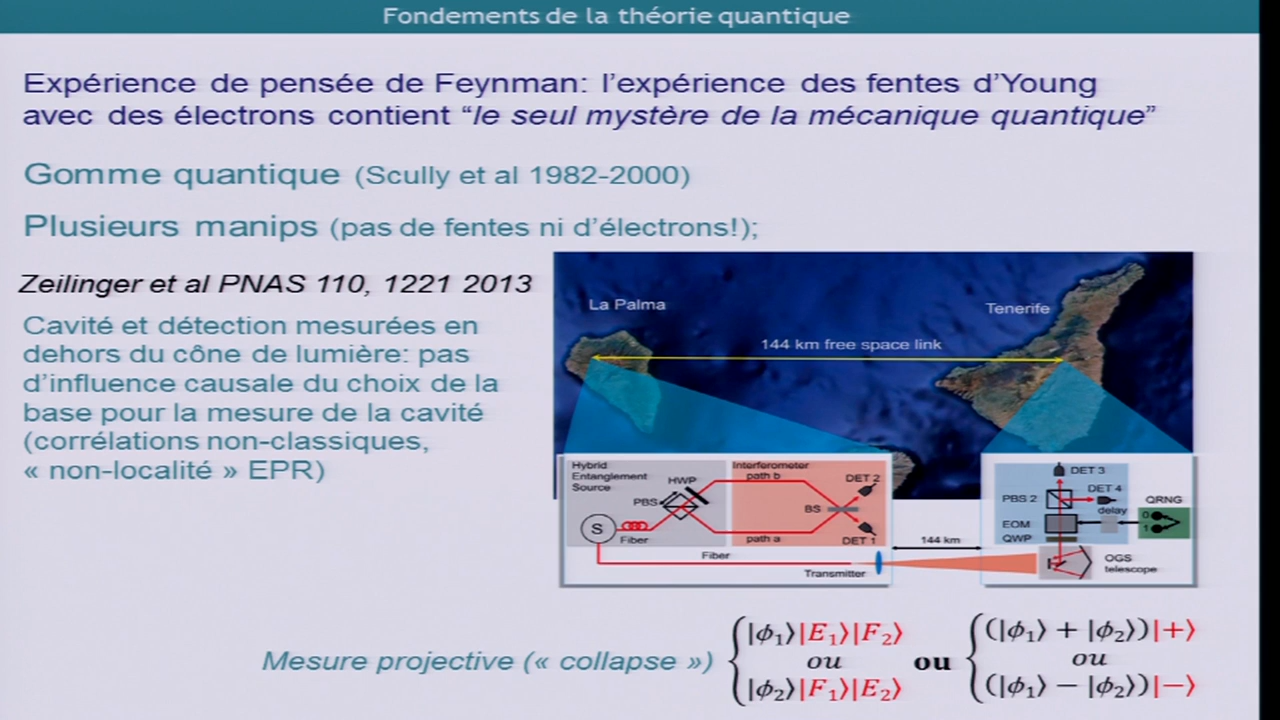 Fondements de la théorie quantique
Expérience de pensée de Feynman: l'expérience des fentes d'Young
avec des électrons contient "le seul mystère de la mécanique quantique"
Gomme quantique (Scully et al 1982-2000)
Plusieurs manips (pas de fentes ni d'électrons!);
Zeilinger et al PNAS 110, 1221 2013
Cavité et détection mesurées en
dehors du cône de lumière: pas
d'influence causale du choix de la
base pour la mesure de la cavité
(corrélations non-classiques,
« non-localité » EPR)
La Palma
Tenerife
144 km free space link
Hybrid
Entanglement
Source
HWP
PBS
S
Fiber
Interferometer
path b
DET 2
BS
path a
DET 1
Fiber
Transmitter
144 km
DET 3
PBS 2
DET 4
QRNG
delay
0
1
EOM
QWP
OGS
telescope
Mesure projective (« collapse »)
|ϕ₁⟩|E₁⟩|F₂⟩
ou
|ϕ₂⟩|F₁⟩|E₂⟩
ou
(|ϕ₁⟩ + |ϕ₂⟩)|+⟩
ou
(|ϕ₁⟩ − |ϕ₂⟩)|−⟩